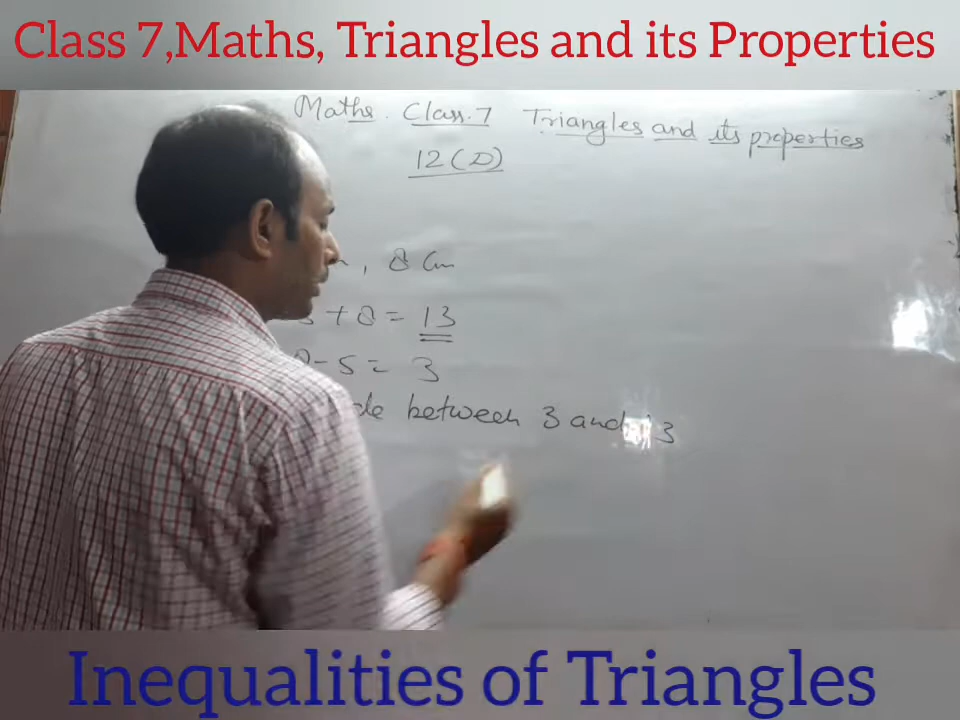 Class 7,Maths, Triangles and its Properties
Maths. Class.7 Triangles and its properties
12(D)
, 8 cm
+ 8 = 13
- 5 = 3
between 3 and 13
Inequalities of Triangles